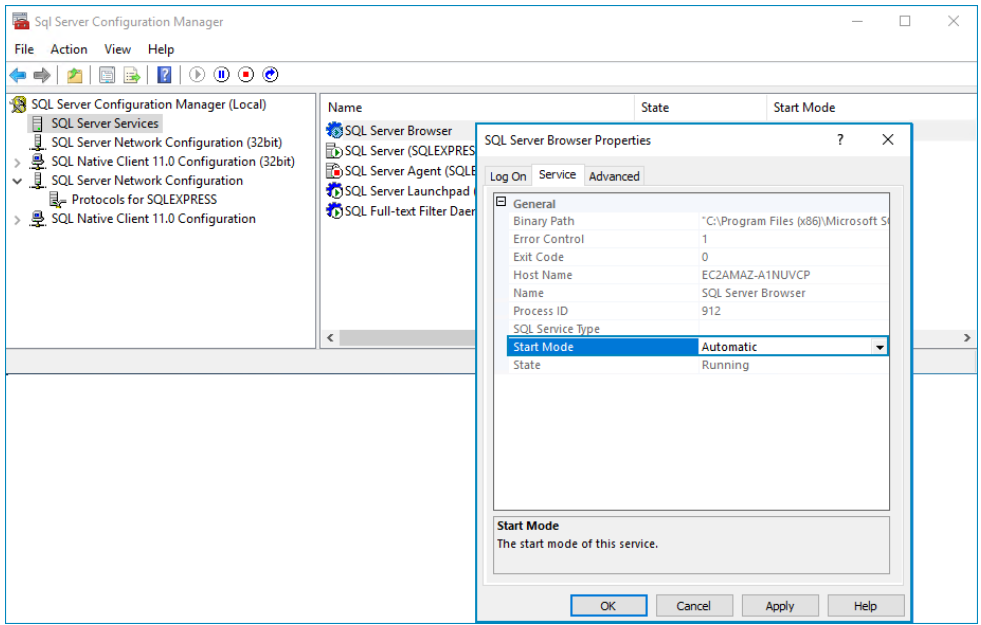 Sql Server Configuration Manager
File Action View Help
SQL Server Configuration Manager (Local)
SQL Server Services
SQL Server Network Configuration (32bit)
SQL Native Client 11.0 Configuration (32bit)
SQL Server Network Configuration
Protocols for SQLEXPRESS
SQL Native Client 11.0 Configuration
Name State Start Mode
SQL Server Browser
SQL Server (SQLEXPRES
SQL Server Agent (SQLE
SQL Server Launchpad (
SQL Full-text Filter Daer
SQL Server Browser Properties
Log On Service Advanced
General
Binary Path "C:\Program Files (x86)\Microsoft S
Error Control 1
Exit Code 0
Host Name EC2AMAZ-A1NUVCP
Name SQL Server Browser
Process ID 912
SQL Service Type
Start Mode Automatic
State Running
Start Mode
The start mode of this service.
OK Cancel Apply Help